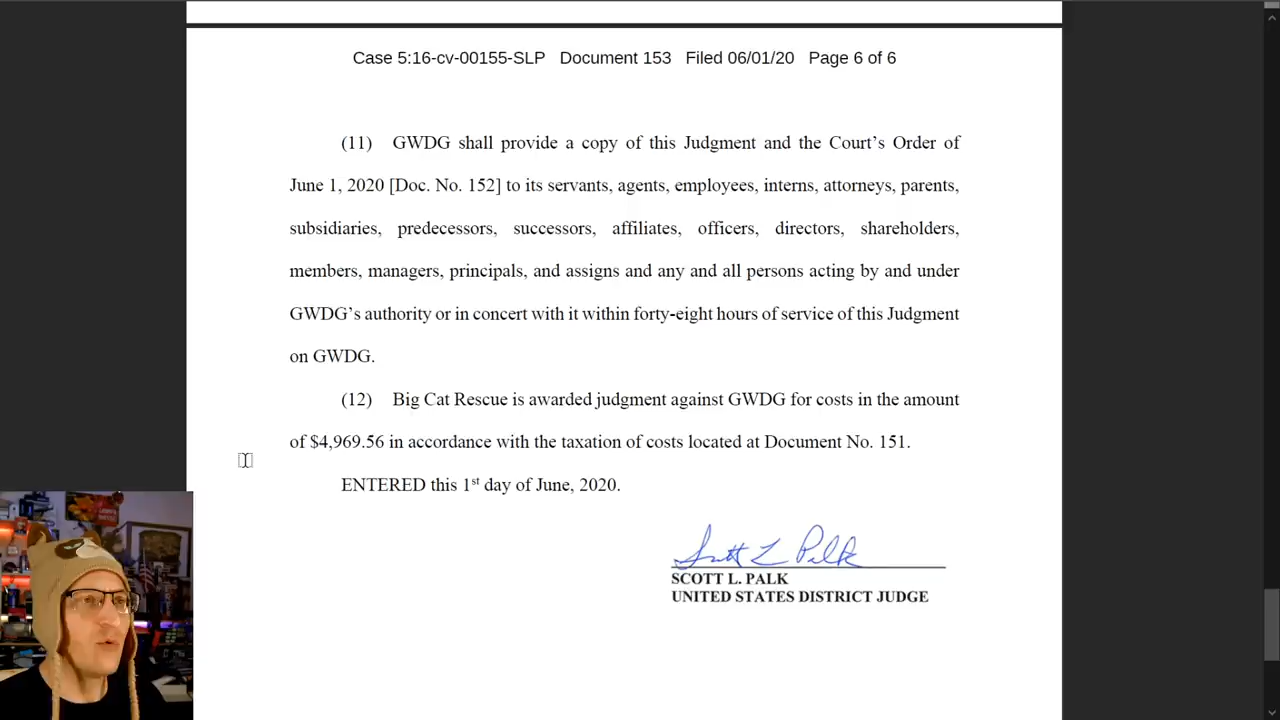 Case 5:16-cv-00155-SLP Document 153 Filed 06/01/20 Page 6 of 6
(11) GWDG shall provide a copy of this Judgment and the Court's Order of
June 1, 2020 [Doc. No. 152] to its servants, agents, employees, interns, attorneys, parents,
subsidiaries, predecessors, successors, affiliates, officers, directors, shareholders,
members, managers, principals, and assigns and any and all persons acting by and under
GWDG's authority or in concert with it within forty-eight hours of service of this Judgment
on GWDG.
(12) Big Cat Rescue is awarded judgment against GWDG for costs in the amount
of $4,969.56 in accordance with the taxation of costs located at Document No. 151.
ENTERED this 1st day of June, 2020.
Scott L Palk
SCOTT L. PALK
UNITED STATES DISTRICT JUDGE